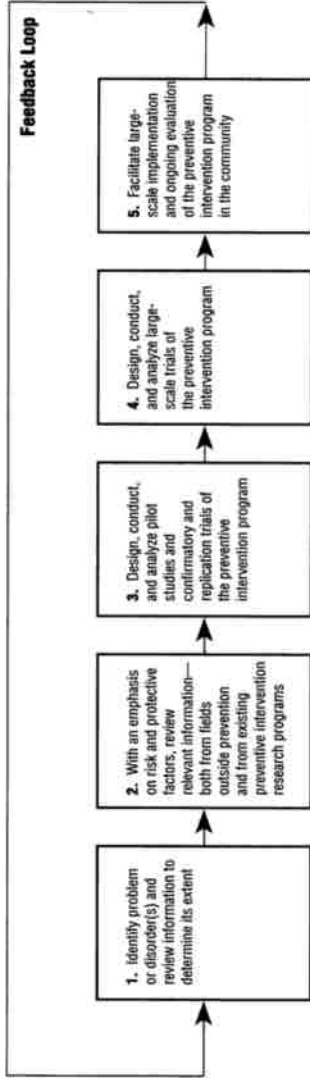 Feedback Loop
1. Identify problem
or disorder(s) and
review information to
determine its extent
2. With an emphasis
on risk and protective
factors, review
relevant information—
both from fields
outside prevention
and from existing
preventive intervention
research programs
3. Design, conduct,
and analyze pilot
studies and
confirmatory and
replication trials of
the preventive
intervention program
4. Design, conduct,
and analyze large-
scale trials of
the preventive
intervention program
5. Facilitate large-
scale implementation
and ongoing evaluation
of the preventive
intervention program
in the community